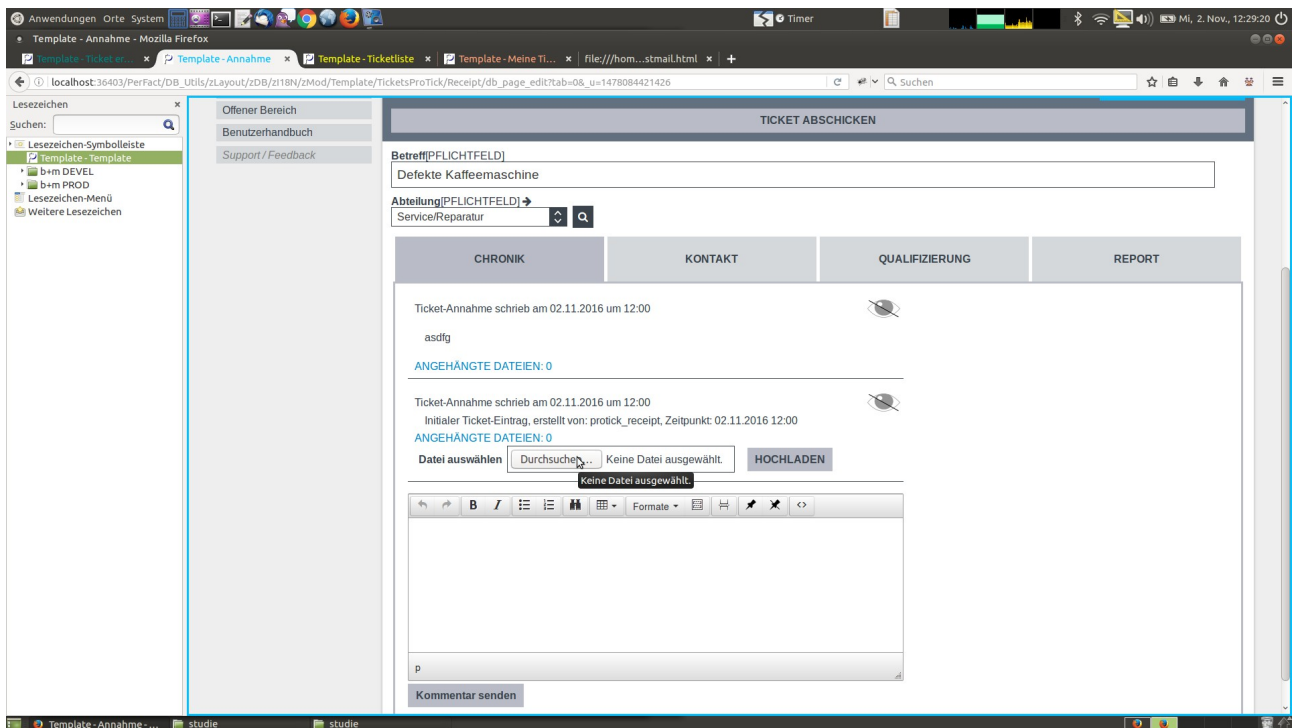 Anwendungen Orte System Timer Mi, 2. Nov., 12:29:20
Template - Annahme - Mozilla Firefox
Template - Ticket er... × Template - Annahme × Template - Ticketliste × Template - Meine Ti... × file:///hom...stmail.html × +
localhost:36403/PerFact/DB_Utils/zLayout/zDB/zI18N/zMod/Template/TicketsProTick/Receipt/db_page_edit?tab=0&_u=1478084421426 Suchen
Lesezeichen ×
Suchen:
Lesezeichen-Symbolleiste
Template - Template
b+m DEVEL
b+m PROD
Lesezeichen-Menü
Weitere Lesezeichen
Offener Bereich
Benutzerhandbuch
Support / Feedback
TICKET ABSCHICKEN
Betreff[PFLICHTFELD]
Defekte Kaffeemaschine
Abteilung[PFLICHTFELD]
Service/Reparatur
CHRONIK KONTAKT QUALIFIZIERUNG REPORT
Ticket-Annahme schrieb am 02.11.2016 um 12:00
asdfg
ANGEHÄNGTE DATEIEN: 0
Ticket-Annahme schrieb am 02.11.2016 um 12:00
Initialer Ticket-Eintrag, erstellt von: protick_receipt, Zeitpunkt: 02.11.2016 12:00
ANGEHÄNGTE DATEIEN: 0
Datei auswählen Durchsuchen... Keine Datei ausgewählt. HOCHLADEN
Keine Datei ausgewählt.
B I Formate
p
Kommentar senden
Template - Annahme - ... studie studie